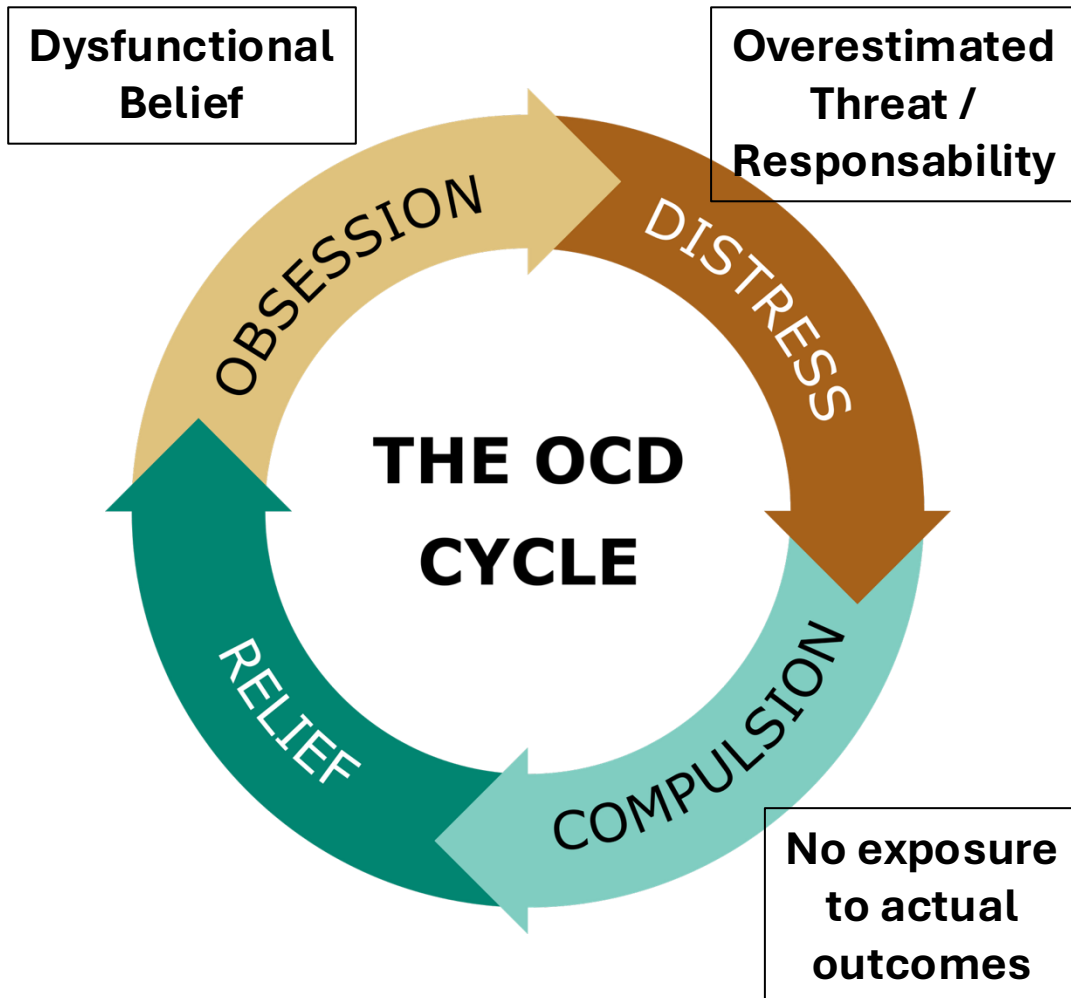 Dysfunctional
Belief
Overestimated
Threat /
Responsability
OBSESSION
DISTRESS
THE OCD
CYCLE
RELIEF
COMPULSION
No exposure
to actual
outcomes